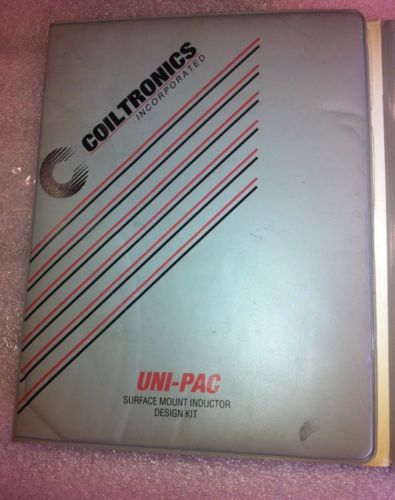 COILTRONICS
INCORPORATED
UNI-PAC
SURFACE MOUNT INDUCTOR
DESIGN KIT